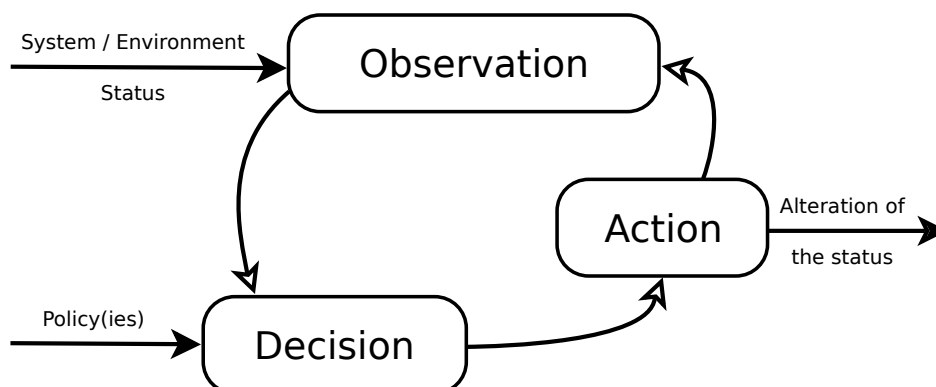 System / Environment
Status
Observation
Action
Alteration of
the status
Policy(ies)
Decision